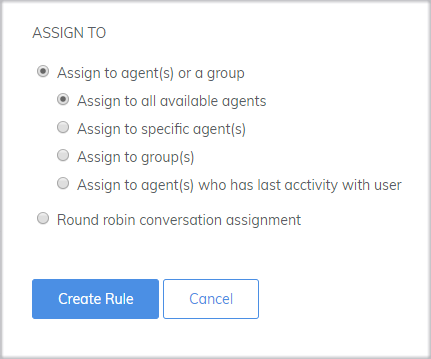 ASSIGN TO
Assign to agent(s) or a group
Assign to all available agents
Assign to specific agent(s)
Assign to group(s)
Assign to agent(s) who has last acctivity with user
Round robin conversation assignment
Create Rule
Cancel